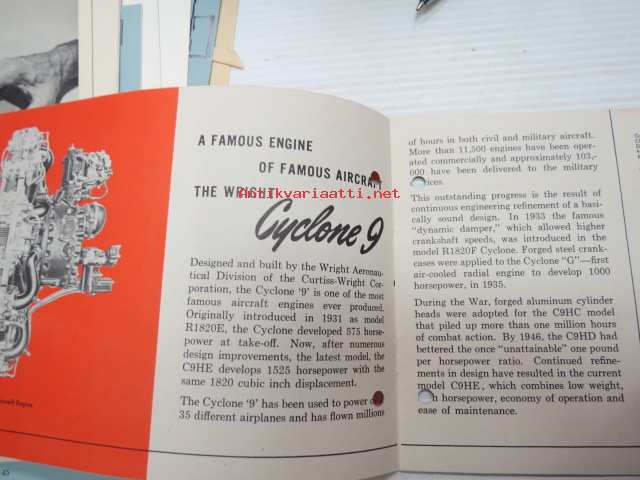 A FAMOUS ENGINE
OF FAMOUS AIRCRAFT
THE WRIGHT
Cyclone 9
Antikvariaatti.net
Designed and built by the Wright Aeronau-
tical Division of the Curtiss-Wright Cor-
poration, the Cyclone '9' is one of the most
famous aircraft engines ever produced.
Originally introduced in 1931 as model
R1820E, the Cyclone developed 575 horse-
power at take-off. Now, after numerous
design improvements, the latest model, the
C9HE develops 1525 horsepower with the
same 1820 cubic inch displacement.
The Cyclone '9' has been used to power
35 different airplanes and has flown millions
of hours in both civil and military aircraft.
More than 11,500 engines have been oper-
ated commercially and approximately 103,-
000 have been delivered to the military
This outstanding progress is the result of
continuous engineering refinement of a basi-
cally sound design. In 1933 the famous
"dynamic damper," which allowed higher
crankshaft speeds, was introduced in the
model R1820F Cyclone. Forged steel crank-
cases were applied to the Cyclone "G"—first
air-cooled radial engine to develop 1000
horsepower, in 1935.
During the War, forged aluminum cylinder
heads were adopted for the C9HC model
that piled up more than one million hours
of combat action. By 1946, the C9HD had
bettered the once "unattainable" one pound
per horsepower ratio. Continued refine-
ments in design have resulted in the current
model C9HE, which combines low weight,
horsepower, economy of operation and
ease of maintenance.
Engine